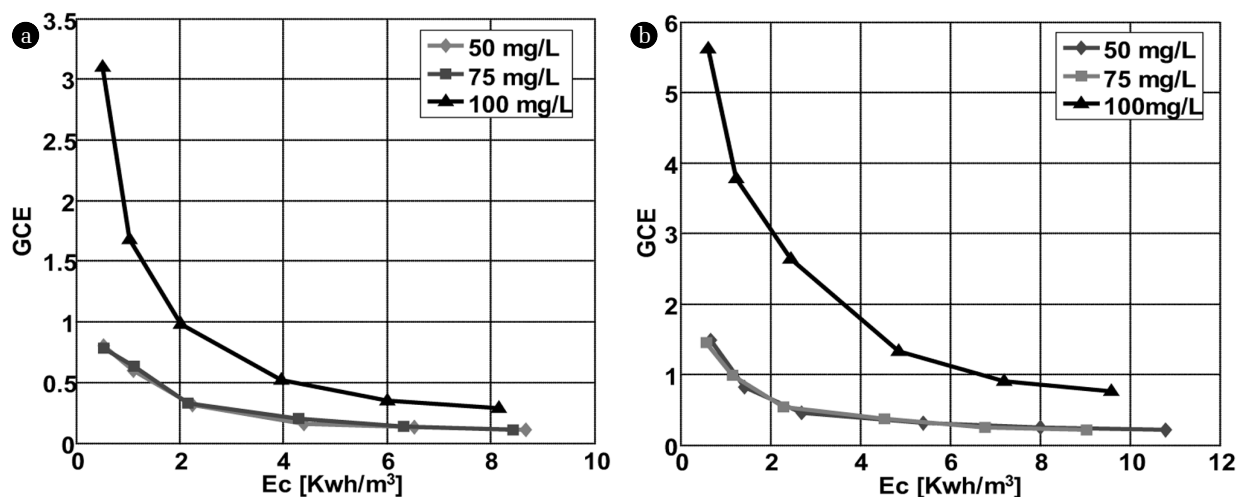 a
3.5
3
2.5
2
1.5
1
0.5
0
GCE
0 2 4 6 8 10
Ec [Kwh/m³]
50 mg/L
75 mg/L
100 mg/L
b
6
5
4
3
2
1
0
GCE
0 2 4 6 8 10 12
Ec [Kwh/m³]
50 mg/L
75 mg/L
100mg/L